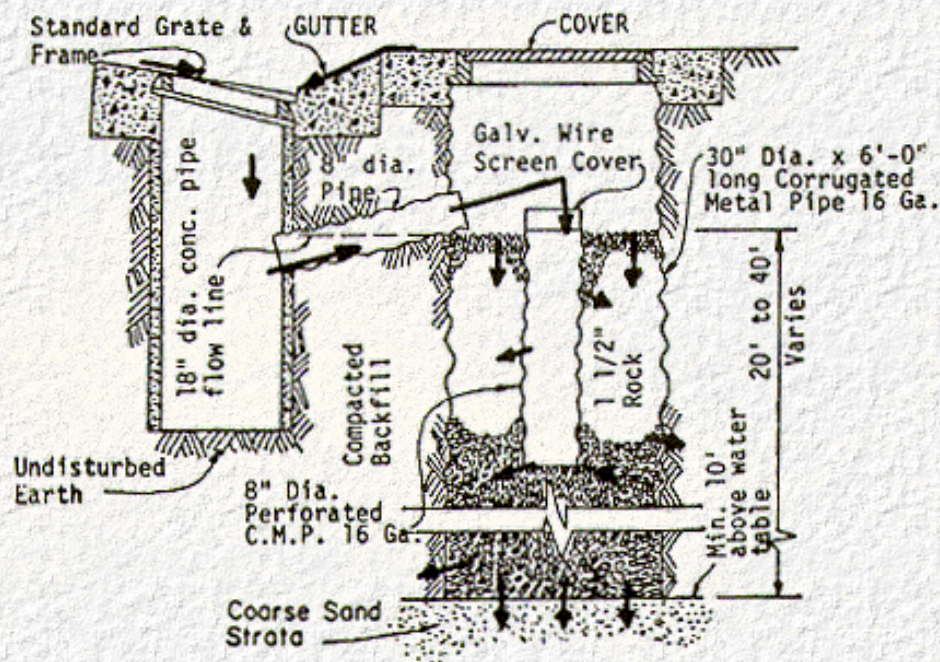 Standard Grate &
Frame
GUTTER
COVER
Galv. Wire
Screen Cover
8" dia.
Pipe
30" Dia. x 6'-0"
long Corrugated
Metal Pipe 16 Ga.
18" dia. conc. pipe
flow line
Compacted
Backfill
1 1/2"
Rock
20' to 40'
Varies
Min. 10'
above water
table
Undisturbed
Earth
8" Dia.
Perforated
C.M.P. 16 Ga.
Coarse Sand
Strata